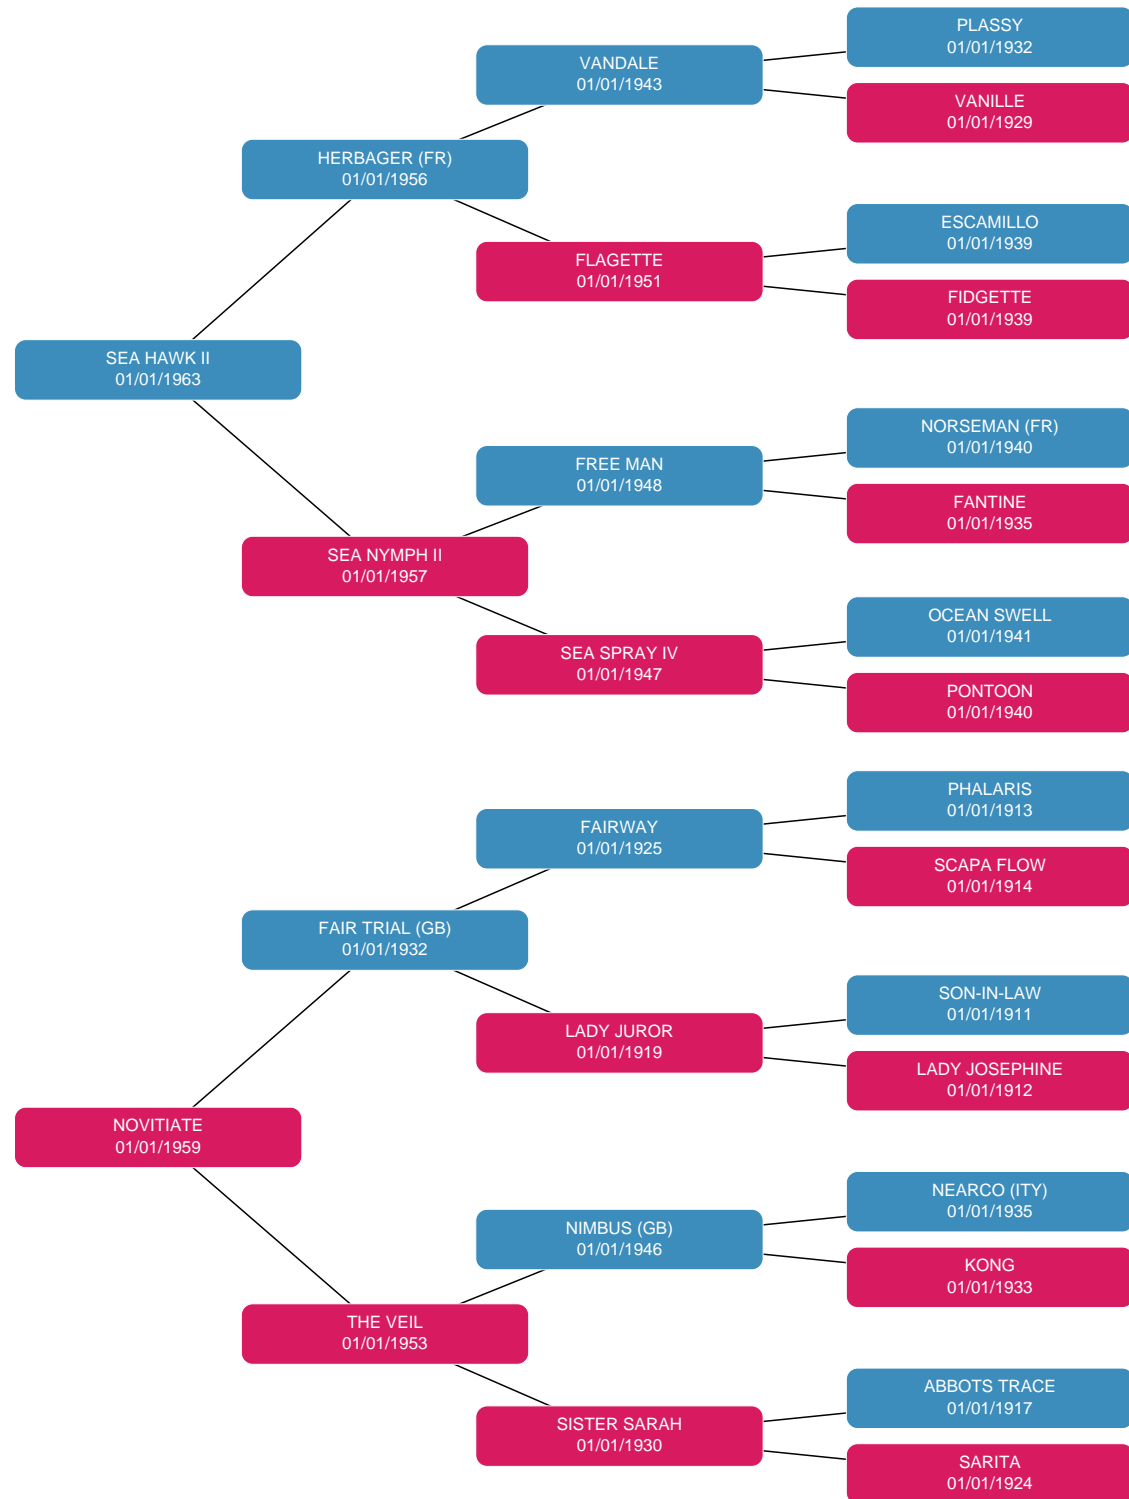 PLASSY
01/01/1932
VANDALE
01/01/1943
VANILLE
01/01/1929
HERBAGER (FR)
01/01/1956
ESCAMILLO
01/01/1939
FLAGETTE
01/01/1951
FIDGETTE
01/01/1939
SEA HAWK II
01/01/1963
NORSEMAN (FR)
01/01/1940
FREE MAN
01/01/1948
FANTINE
01/01/1935
SEA NYMPH II
01/01/1957
OCEAN SWELL
01/01/1941
SEA SPRAY IV
01/01/1947
PONTOON
01/01/1940
PHALARIS
01/01/1913
FAIRWAY
01/01/1925
SCAPA FLOW
01/01/1914
FAIR TRIAL (GB)
01/01/1932
SON-IN-LAW
01/01/1911
LADY JUROR
01/01/1919
LADY JOSEPHINE
01/01/1912
NOVITIATE
01/01/1959
NEARCO (ITY)
01/01/1935
NIMBUS (GB)
01/01/1946
KONG
01/01/1933
THE VEIL
01/01/1953
ABBOTS TRACE
01/01/1917
SISTER SARAH
01/01/1930
SARITA
01/01/1924